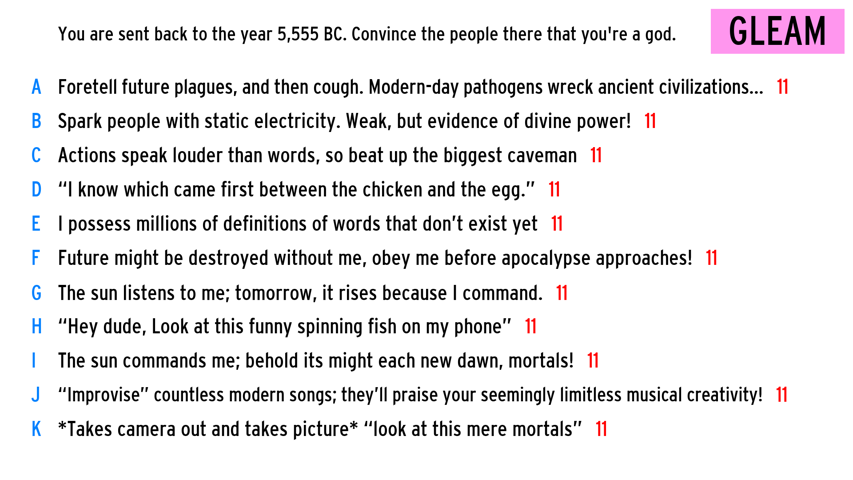 You are sent back to the year 5,555 BC. Convince the people there that you're a god.
GLEAM
A Foretell future plagues, and then cough. Modern-day pathogens wreck ancient civilizations... 11
B Spark people with static electricity. Weak, but evidence of divine power! 11
C Actions speak louder than words, so beat up the biggest caveman 11
D “I know which came first between the chicken and the egg.” 11
E I possess millions of definitions of words that don’t exist yet 11
F Future might be destroyed without me, obey me before apocalypse approaches! 11
G The sun listens to me; tomorrow, it rises because I command. 11
H “Hey dude, Look at this funny spinning fish on my phone” 11
I The sun commands me; behold its might each new dawn, mortals! 11
J “Improvise” countless modern songs; they’ll praise your seemingly limitless musical creativity! 11
K *Takes camera out and takes picture* “look at this mere mortals” 11